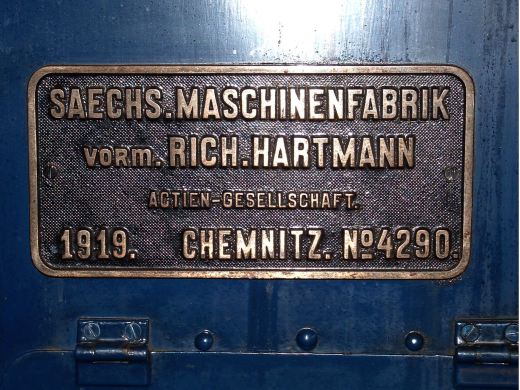 SAECHS.MASCHINENFABRIK
vorm. RICH.HARTMANN
ACTIEN-GESELLSCHAFT.
1919. CHEMNITZ. No4290.